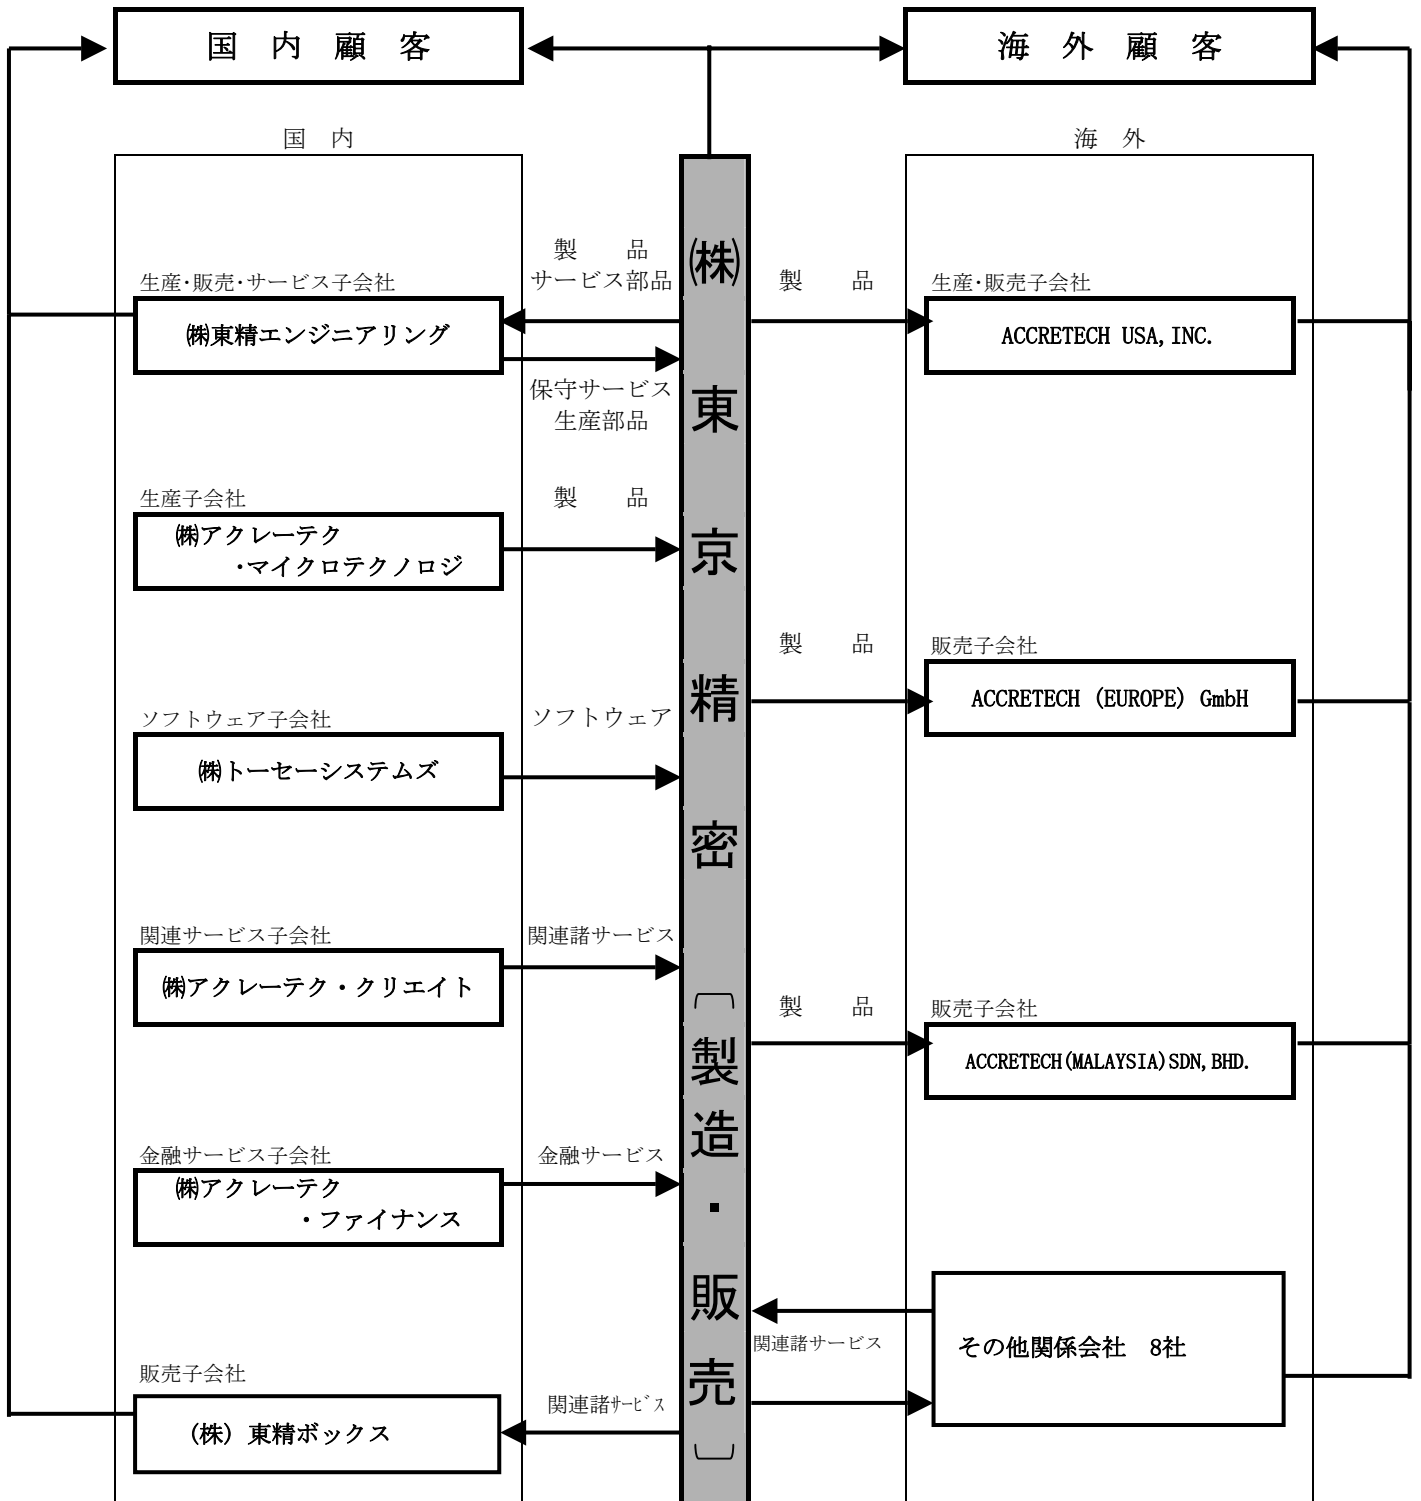 国　内　顧　客
海　外　顧　客
国　内
海　外
㈱東京精密〔製造・販売〕
生産・販売・サービス子会社
㈱東精エンジニアリング
製　　品
サービス部品
保守サービス
生産部品
生産子会社
㈱アクレーテク
・マイクロテクノロジ
製　　品
ソフトウェア子会社
㈱トーセーシステムズ
ソフトウェア
関連サービス子会社
㈱アクレーテク・クリエイト
関連諸サービス
金融サービス子会社
㈱アクレーテク
・ファイナンス
金融サービス
販売子会社
（株）東精ボックス
関連諸ｻｰﾋﾞｽ
製　　品
生産・販売子会社
ACCRETECH USA, INC.
製　　品
販売子会社
ACCRETECH (EUROPE) GmbH
製　　品
販売子会社
ACCRETECH(MALAYSIA)SDN, BHD.
関連諸サービス
その他関係会社　8社